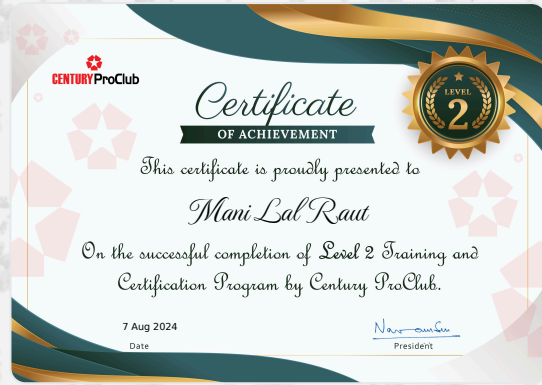 CENTURY ProClub
Certificate
OF ACHIEVEMENT
LEVEL
2
This certificate is proudly presented to
Mani Lal Raut
On the successful completion of Level 2 Training and
Certification Program by Century ProClub.
7 Aug 2024
Date
President